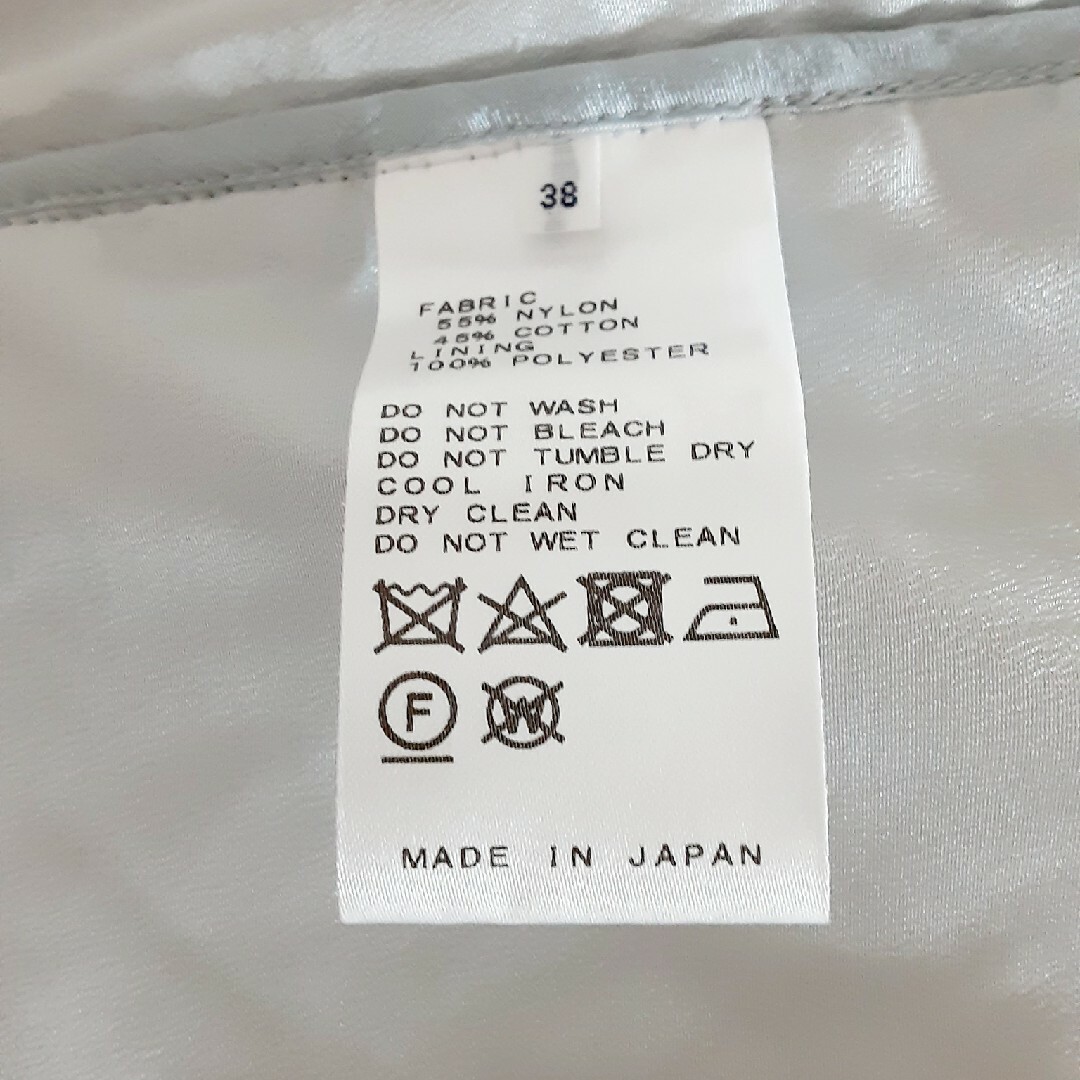 38
FABRIC
55% NYLON
45% COTTON
LINING
100% POLYESTER
DO NOT WASH
DO NOT BLEACH
DO NOT TUMBLE DRY
COOL IRON
DRY CLEAN
DO NOT WET CLEAN
F W
MADE IN JAPAN